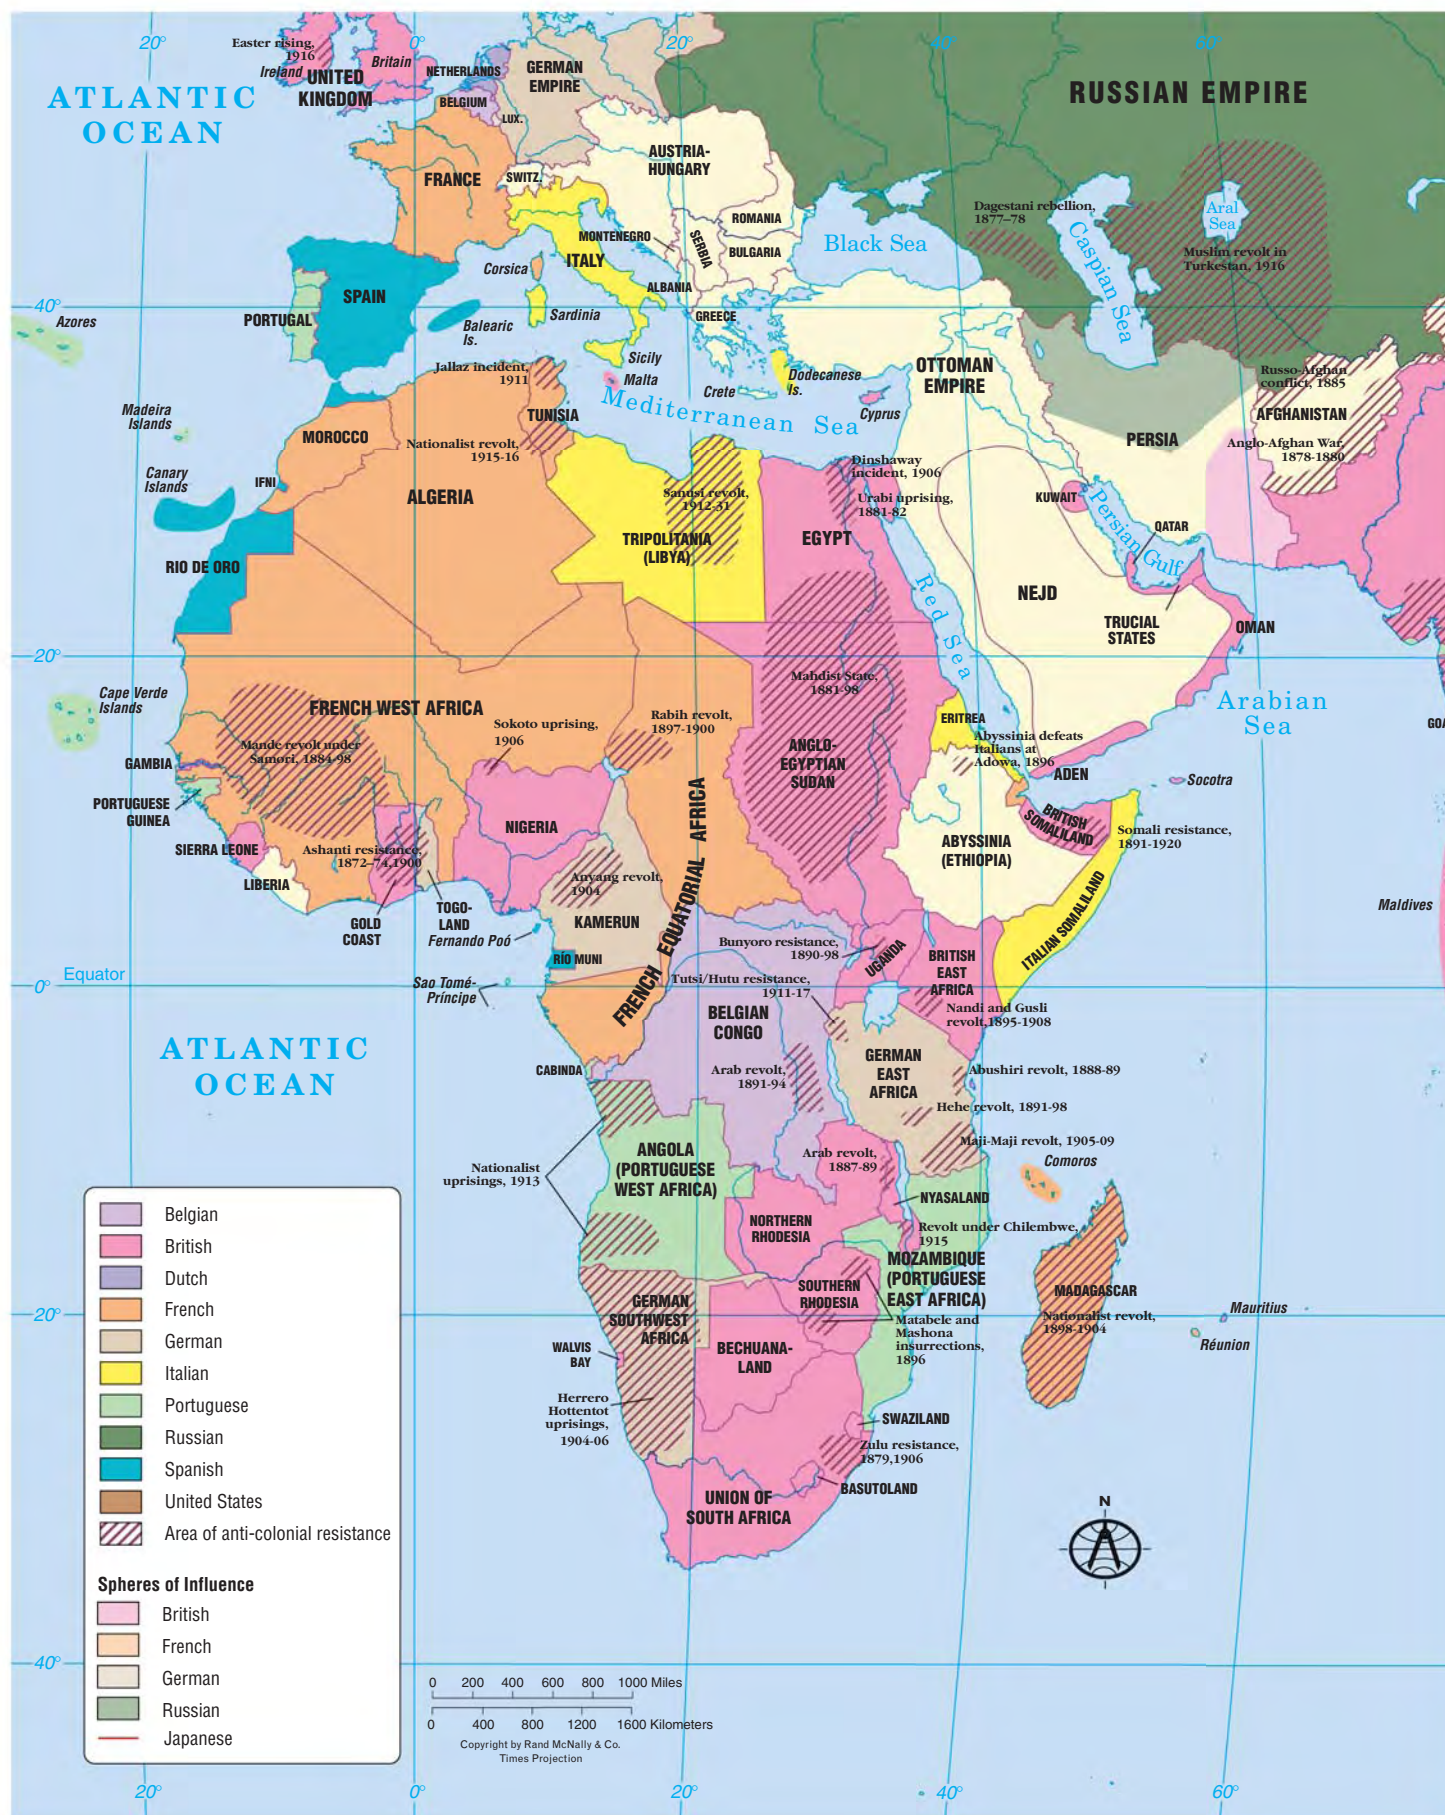 20°
0°
20°
40°
60°
Easter rising,
1916
Ireland
Britain
UNITED
KINGDOM
NETHERLANDS
BELGIUM
LUX.
GERMAN
EMPIRE
RUSSIAN EMPIRE
ATLANTIC
OCEAN
FRANCE
SWITZ.
AUSTRIA-
HUNGARY
ROMANIA
MONTENEGRO
SERBIA
BULGARIA
Black Sea
Dagestani rebellion,
1877–78
Caspian Sea
Aral
Sea
Muslim revolt in
Turkestan, 1916
Corsica
ITALY
ALBANIA
GREECE
SPAIN
PORTUGAL
40°
Azores
Balearic
Is.
Sardinia
Sicily
Malta
Crete
Dodecanese
Is.
Cyprus
OTTOMAN
EMPIRE
Russo-Afghan
conflict, 1885
AFGHANISTAN
Anglo-Afghan War,
1878-1880
PERSIA
Jallaz incident,
1911
TUNISIA
Mediterranean Sea
Madeira
Islands
MOROCCO
Nationalist revolt,
1915-16
Canary
Islands
IFNI
ALGERIA
Sanusi revolt,
1912-31
TRIPOLITANIA
(LIBYA)
Dinshaway
incident, 1906
Urabi uprising,
1881-82
EGYPT
KUWAIT
Persian Gulf
QATAR
RIO DE ORO
Red Sea
NEJD
TRUCIAL
STATES
OMAN
20°
Cape Verde
Islands
FRENCH WEST AFRICA
Mahdist State,
1881-98
Arabian
Sea
GOA
Sokoto uprising,
1906
Rabih revolt,
1897-1900
Mande revolt under
Samori, 1884-98
GAMBIA
PORTUGUESE
GUINEA
ANGLO-
EGYPTIAN
SUDAN
ERITREA
Abyssinia defeats
Italians at
Adowa, 1896
ADEN
Socotra
SIERRA LEONE
LIBERIA
Ashanti resistance,
1872–74,1900
NIGERIA
BRITISH
SOMALILAND
Somali resistance,
1891-1920
ABYSSINIA
(ETHIOPIA)
Anyang revolt,
1904
GOLD
COAST
TOGO-
LAND
Fernando Poó
KAMERUN
FRENCH EQUATORIAL AFRICA
ITALIAN SOMALILAND
Maldives
RÍO MUNI
Bunyoro resistance,
1890-98
UGANDA
BRITISH
EAST
AFRICA
Equator
0°
Sao Tomé-
Príncipe
Tutsi/Hutu resistance,
1911-17
Nandi and Gusli
revolt,1895-1908
BELGIAN
CONGO
ATLANTIC
OCEAN
CABINDA
Arab revolt,
1891-94
GERMAN
EAST
AFRICA
Abushiri revolt, 1888-89
Hehe revolt, 1891-98
Maji-Maji revolt, 1905-09
Comoros
Nationalist
uprisings, 1913
ANGOLA
(PORTUGUESE
WEST AFRICA)
Arab revolt,
1887-89
NYASALAND
NORTHERN
RHODESIA
Revolt under Chilembwe,
1915
MOZAMBIQUE
(PORTUGUESE
EAST AFRICA)
SOUTHERN
RHODESIA
MADAGASCAR
Nationalist revolt,
1898-1904
Mauritius
Réunion
20°
GERMAN
SOUTHWEST
AFRICA
Matabele and
Mashona
insurrections,
1896
WALVIS
BAY
BECHUANA-
LAND
Herrero
Hottentot
uprisings,
1904-06
SWAZILAND
Zulu resistance,
1879,1906
BASUTOLAND
UNION OF
SOUTH AFRICA
N
Belgian
British
Dutch
French
German
Italian
Portuguese
Russian
Spanish
United States
Area of anti-colonial resistance
Spheres of Influence
British
French
German
Russian
Japanese
40°
0 200 400 600 800 1000 Miles
0 400 800 1200 1600 Kilometers
Copyright by Rand McNally & Co.
Times Projection
20°
0°
20°
40°
60°